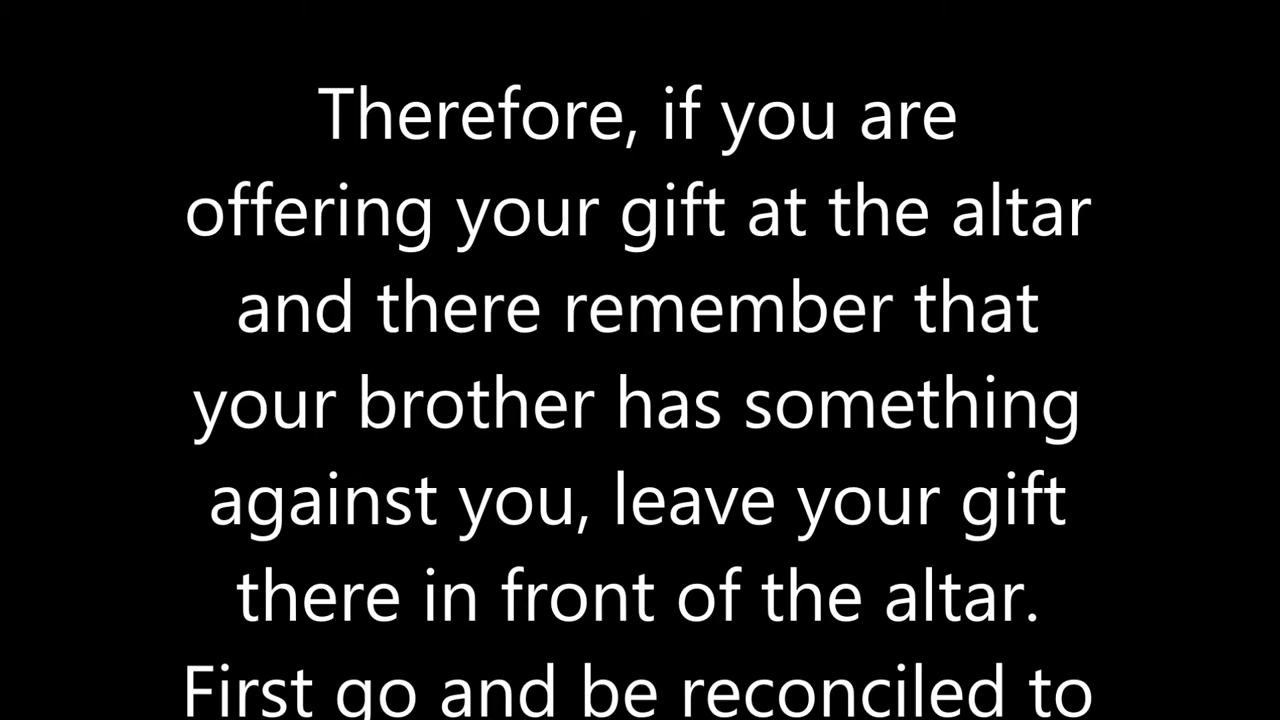 Therefore, if you are
offering your gift at the altar
and there remember that
your brother has something
against you, leave your gift
there in front of the altar.
First go and be reconciled to